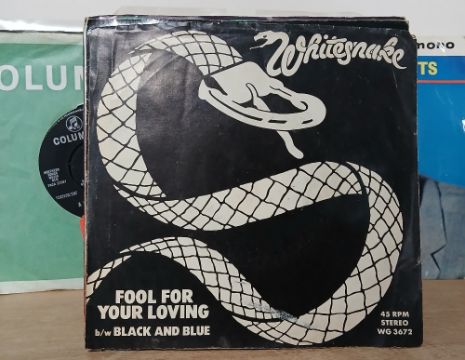 Whitesnake
FOOL FOR
YOUR LOVING
b/w BLACK AND BLUE
45 RPM
STEREO
WG 3672
OLUM
COLUM
mono
TS